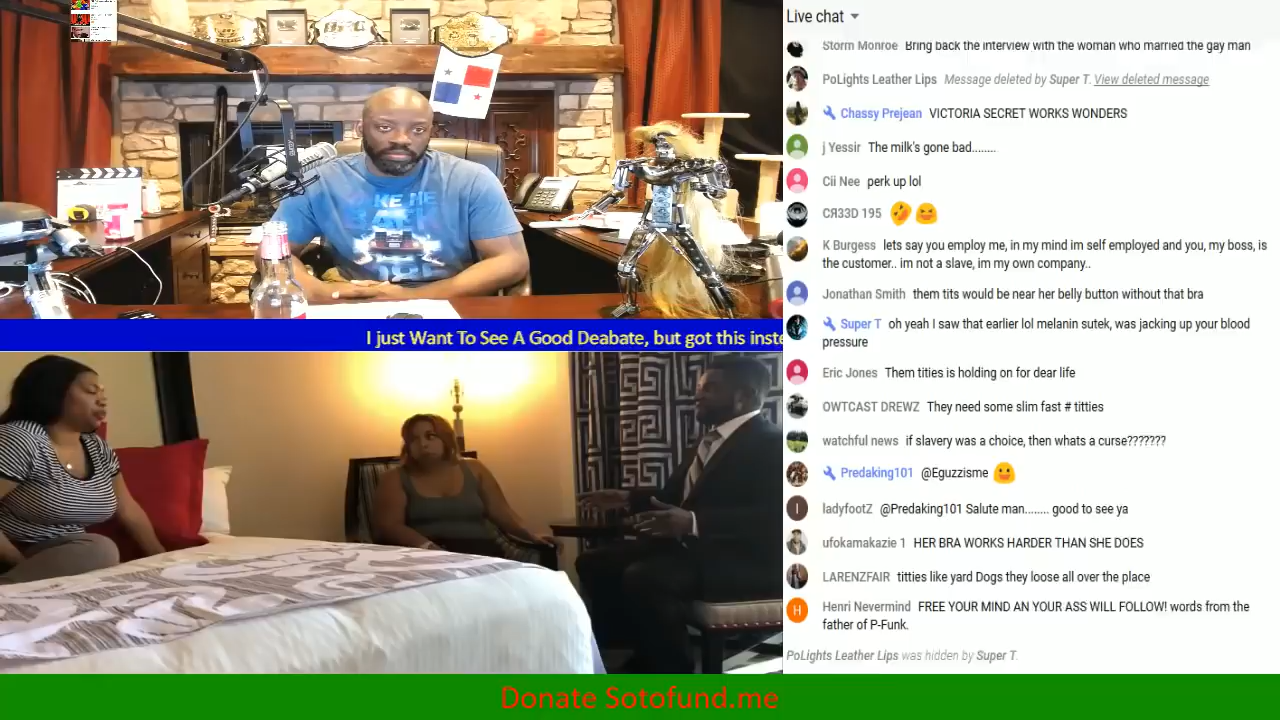 Live chat
Storm Monroe Bring back the interview with the woman who married the gay man
PoLights Leather Lips Message deleted by Super T. View deleted message
Chassy Prejean VICTORIA SECRET WORKS WONDERS
j Yessir The milk's gone bad........
Cii Nee perk up lol
CЯ33D 195
K Burgess lets say you employ me, in my mind im self employed and you, my boss, is
the customer.. im not a slave, im my own company..
Jonathan Smith them tits would be near her belly button without that bra
Super T oh yeah I saw that earlier lol melanin sutek, was jacking up your blood
pressure
Eric Jones Them tities is holding on for dear life
OWTCAST DREWZ They need some slim fast # titties
watchful news if slavery was a choice, then whats a curse???????
Predaking101 @Eguzzisme
ladyfootZ @Predaking101 Salute man........ good to see ya
ufokamakazie 1 HER BRA WORKS HARDER THAN SHE DOES
LARENZFAIR titties like yard Dogs they loose all over the place
H
Henri Nevermind FREE YOUR MIND AN YOUR ASS WILL FOLLOW! words from the
father of P-Funk.
PoLights Leather Lips was hidden by Super T.
I just Want To See A Good Deabate, but got this inste
Donate Sotofund.me